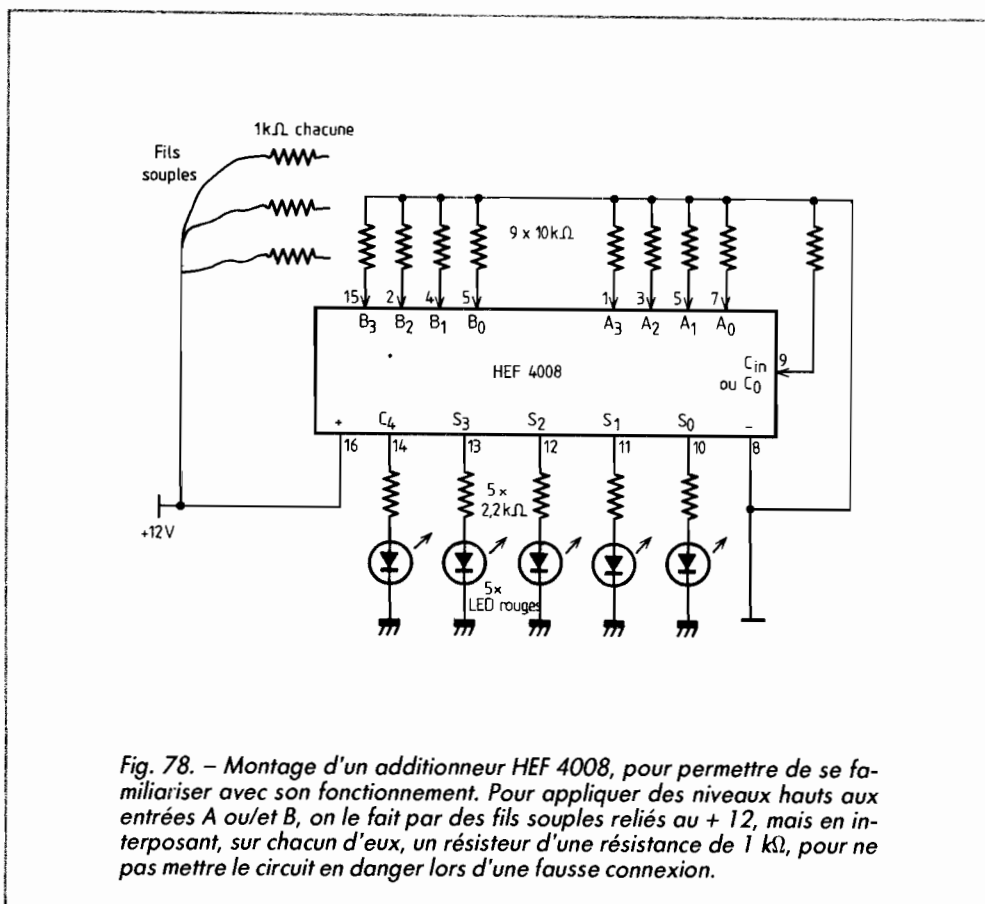 1kΩ chacune
Fils
souples
9 x 10kΩ
15 2 4 5 1 3 5 7
B3 B2 B1 B0 A3 A2 A1 A0
HEF 4008
Cin 9
ou C0
+ C4 S3 S2 S1 S0 –
16 14 13 12 11 10 8
5 x
2,2kΩ
+12V
5x
LED rouges
Fig. 78. – Montage d'un additionneur HEF 4008, pour permettre de se fa-
miliariser avec son fonctionnement. Pour appliquer des niveaux hauts aux
entrées A ou/et B, on le fait par des fils souples reliés au + 12, mais en in-
terposant, sur chacun d'eux, un résisteur d'une résistance de 1 kΩ, pour ne
pas mettre le circuit en danger lors d'une fausse connexion.